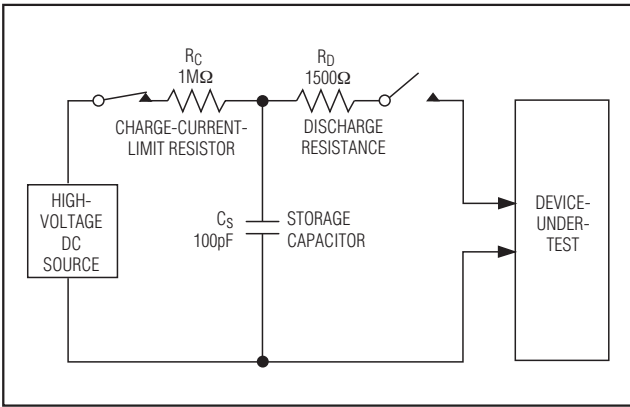 R_C
1MΩ
CHARGE-CURRENT-
LIMIT RESISTOR
R_D
1500Ω
DISCHARGE
RESISTANCE
HIGH-
VOLTAGE
DC
SOURCE
C_S
100pF
STORAGE
CAPACITOR
DEVICE-
UNDER-
TEST